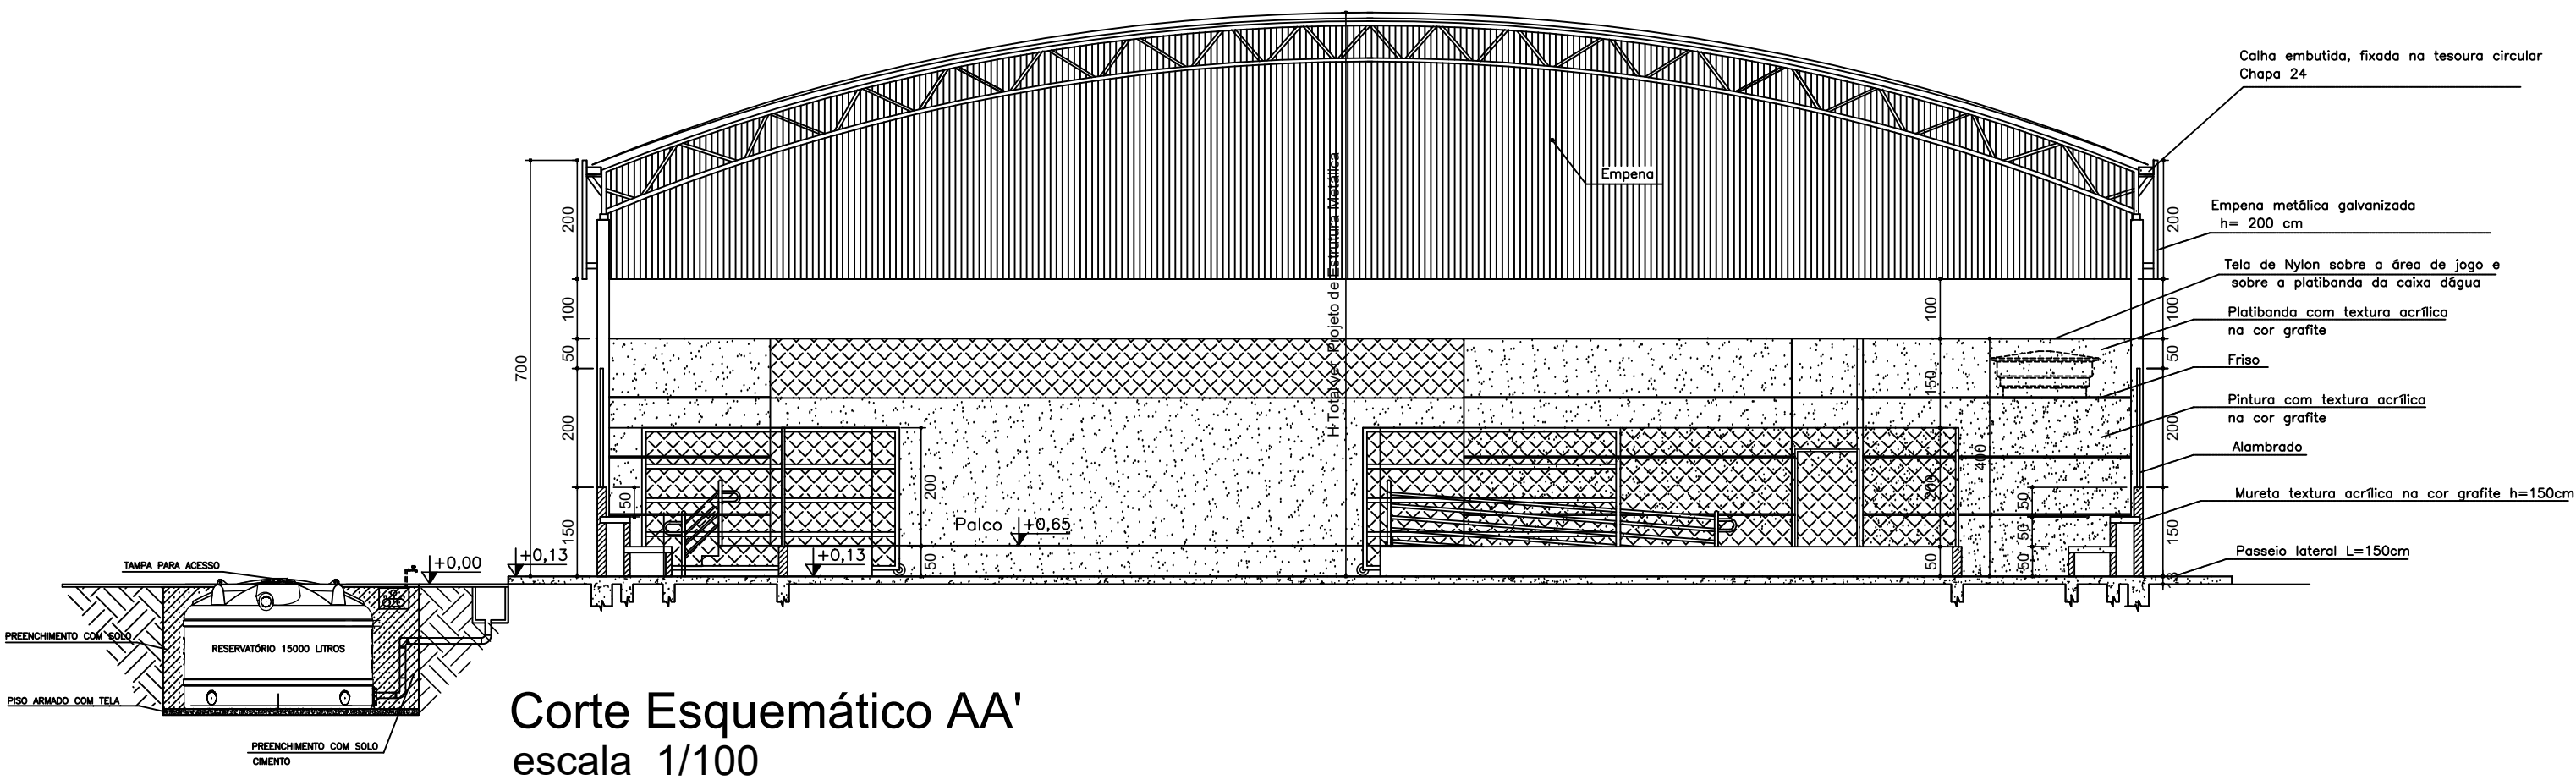 Calha embutida, fixada na tesoura circular
Chapa 24
Empena
H Total ver Projeto de Estrutura Metálica
Empena metálica galvanizada
h= 200 cm
Tela de Nylon sobre a área de jogo e
sobre a platibanda da caixa dágua
Platibanda com textura acrílica
na cor grafite
Friso
Pintura com textura acrílica
na cor grafite
Alambrado
Mureta textura acrílica na cor grafite h=150cm
Passeio lateral L=150cm
700
200
100
50
200
150
50
200
50
100
150
200
50
400
50
50
50
200
100
50
200
150
8
Palco +0,65
+0,13
+0,13
+0,00
TAMPA PARA ACESSO
PREENCHIMENTO COM SOLO
RESERVATÓRIO 15000 LITROS
PISO ARMADO COM TELA
PREENCHIMENTO COM SOLO
CIMENTO
Corte Esquemático AA'
escala 1/100